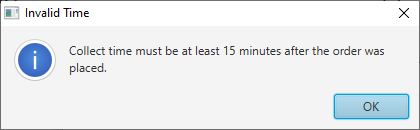 Invalid Time
Collect time must be at least 15 minutes after the order was
placed.
OK